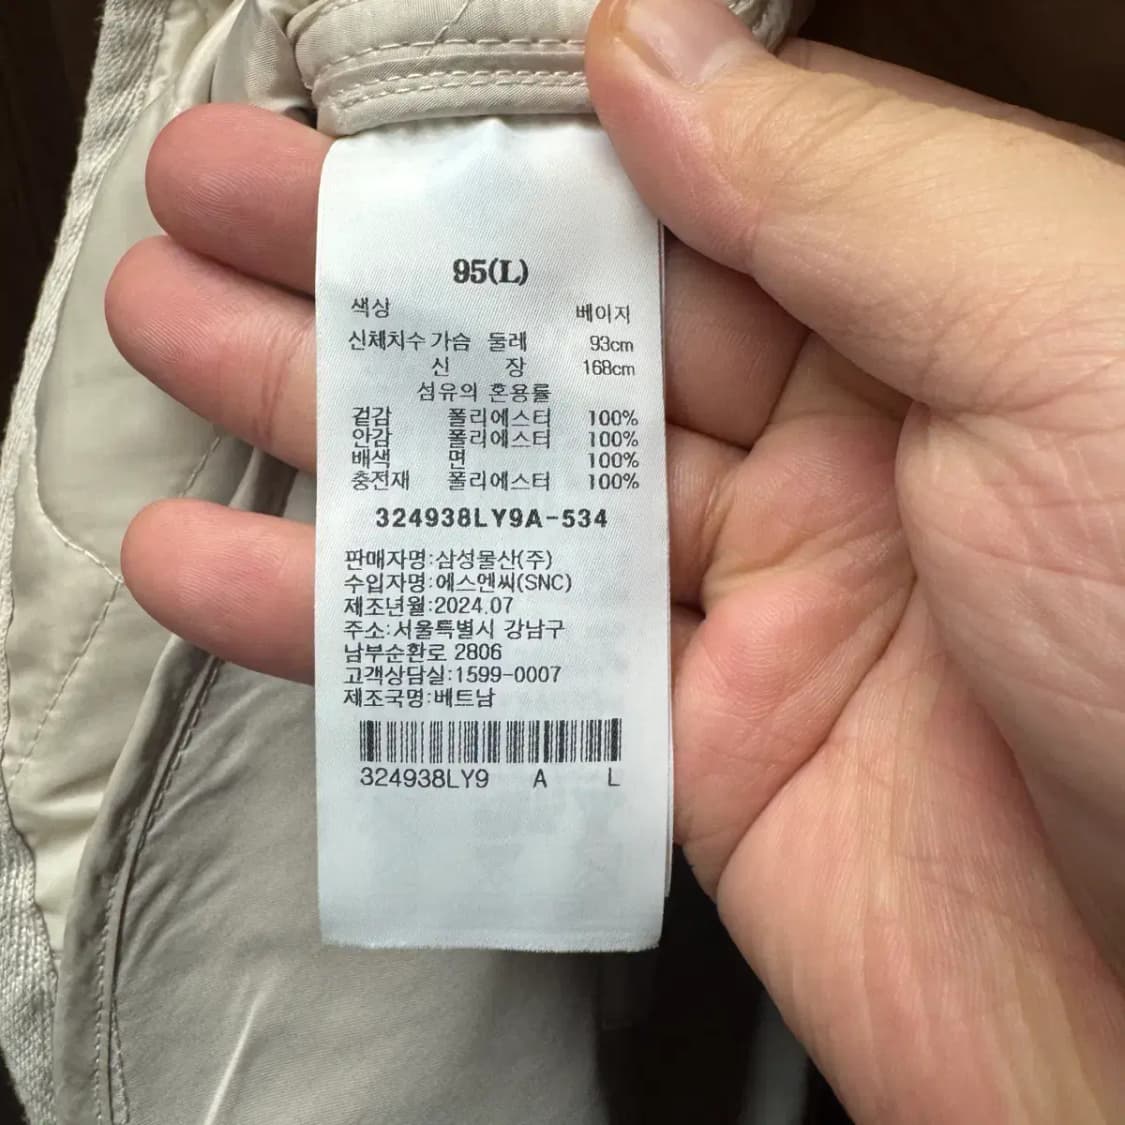 95(L)
색상 베이지
신체치수 가슴 둘레 93cm
신 장 168cm
섬유의 혼용률
겉감 폴리에스터 100%
안감 폴리에스터 100%
배색 면 100%
충전재 폴리에스터 100%
324938LY9A-534
판매자명:삼성물산(주)
수입자명:에스엔씨(SNC)
제조년월:2024.07
주소:서울특별시 강남구
남부순환로 2806
고객상담실:1599-0007
제조국명:베트남
324938LY9 A L